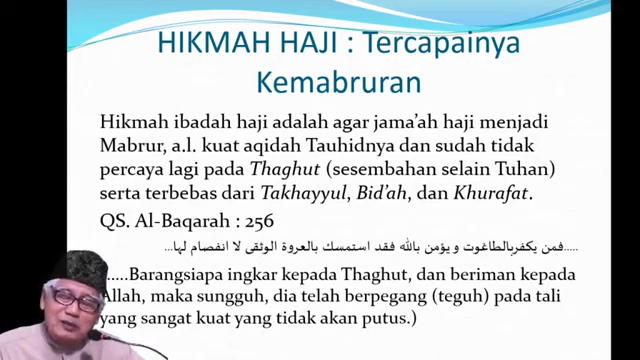 HIKMAH HAJI : Tercapainya
Kemabruran
Hikmah ibadah haji adalah agar jama'ah haji menjadi
Mabrur, a.l. kuat aqidah Tauhidnya dan sudah tidak
percaya lagi pada Thaghut (sesembahan selain Tuhan)
serta terbebas dari Takhayyul, Bid'ah, dan Khurafat.
QS. Al-Baqarah : 256
.....فمن يكفربالطاغوت و يؤمن بالله فقد استمسك بالعروة الوثقى لا انفصام لها...
.....Barangsiapa ingkar kepada Thaghut, dan beriman kepada
Allah, maka sungguh, dia telah berpegang (teguh) pada tali
yang sangat kuat yang tidak akan putus.)